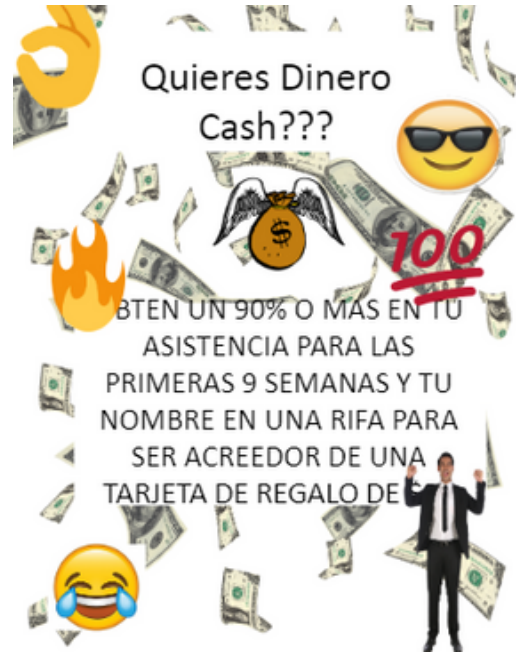 Quieres Dinero
Cash???
$
100
BTEN UN 90% O MAS EN TU
ASISTENCIA PARA LAS
PRIMERAS 9 SEMANAS Y TU
NOMBRE EN UNA RIFA PARA
SER ACREEDOR DE UNA
TARJETA DE REGALO DE